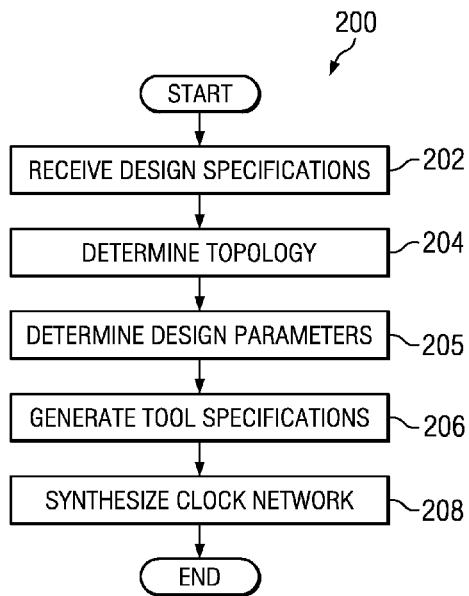 200
START
RECEIVE DESIGN SPECIFICATIONS 202
DETERMINE TOPOLOGY 204
DETERMINE DESIGN PARAMETERS 205
GENERATE TOOL SPECIFICATIONS 206
SYNTHESIZE CLOCK NETWORK 208
END